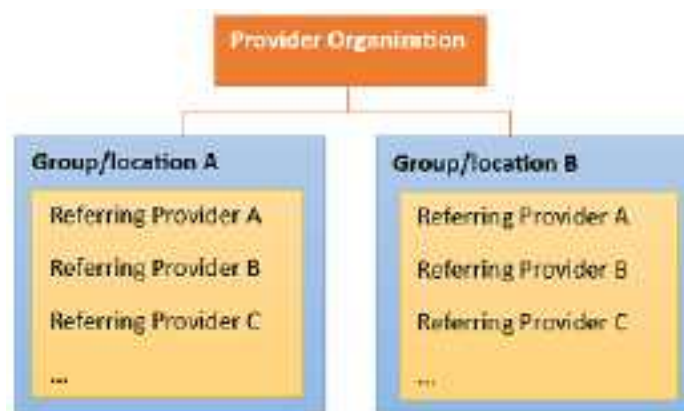 Provider Organization
Group/location A
Referring Provider A
Referring Provider B
Referring Provider C
...
Group/location B
Referring Provider A
Referring Provider B
Referring Provider C
...